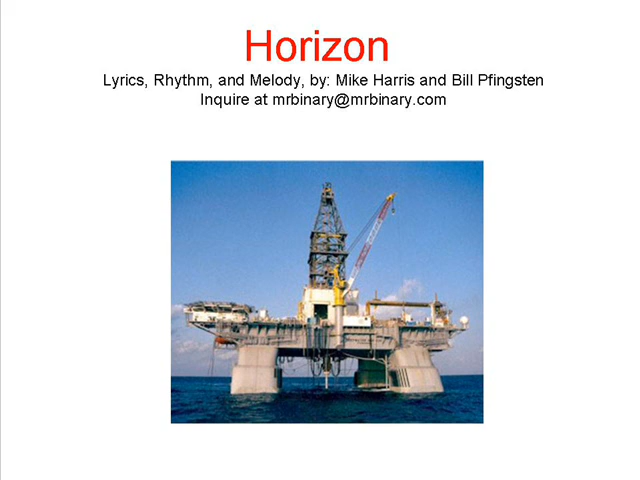 Horizon
Lyrics, Rhythm, and Melody, by: Mike Harris and Bill Pfingsten
Inquire at mrbinary@mrbinary.com